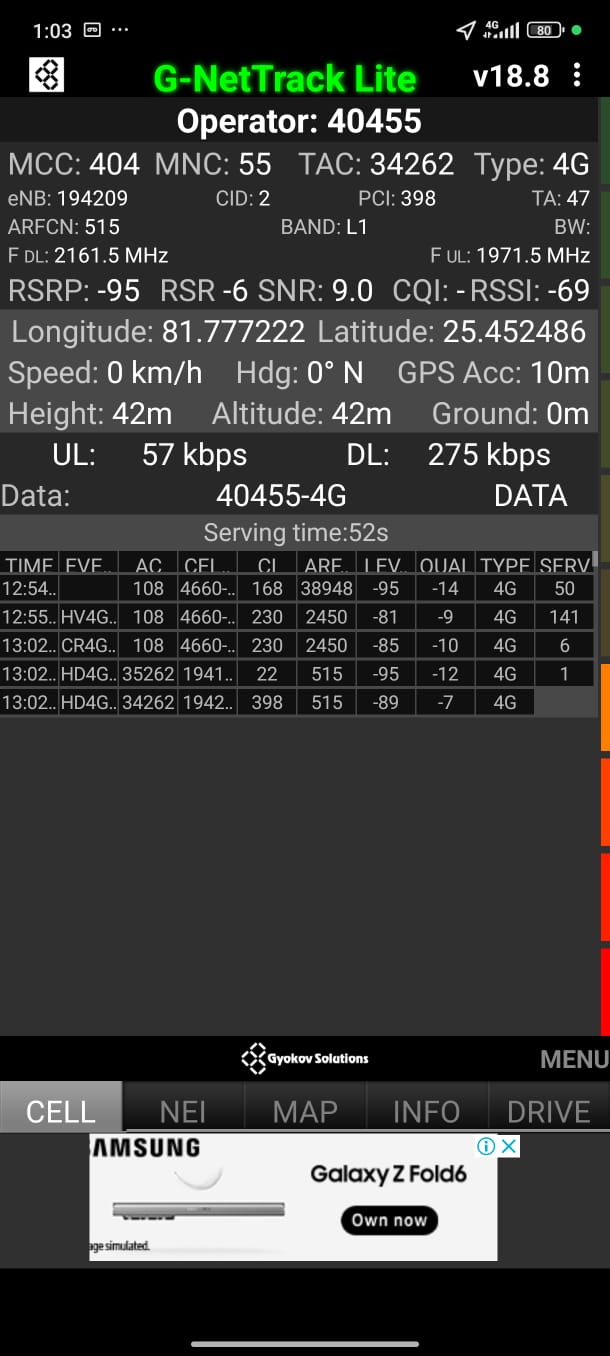 1:03 ... 4G 80
G-NetTrack Lite v18.8
Operator: 40455
MCC: 404 MNC: 55 TAC: 34262 Type: 4G
eNB: 194209 CID: 2 PCI: 398 TA: 47
ARFCN: 515 BAND: L1 BW:
F DL: 2161.5 MHz F UL: 1971.5 MHz
RSRP: -95 RSR -6 SNR: 9.0 CQI: - RSSI: -69
Longitude: 81.777222 Latitude: 25.452486
Speed: 0 km/h Hdg: 0° N GPS Acc: 10m
Height: 42m Altitude: 42m Ground: 0m
UL: 57 kbps DL: 275 kbps
Data: 40455-4G DATA
Serving time:52s
TIME EVE.. AC CEL.. CI ARF.. LEV.. QUAL TYPE SERV
12:54.. 108 4660-.. 168 38948 -95 -14 4G 50
12:55.. HV4G.. 108 4660-.. 230 2450 -81 -9 4G 141
13:02.. CR4G.. 108 4660-.. 230 2450 -85 -10 4G 6
13:02.. HD4G.. 35262 1941.. 22 515 -95 -12 4G 1
13:02.. HD4G.. 34262 1942.. 398 515 -89 -7 4G
Gyokov Solutions MENU
CELL NEI MAP INFO DRIVE
SAMSUNG
Galaxy Z Fold6
Own now
age simulated.